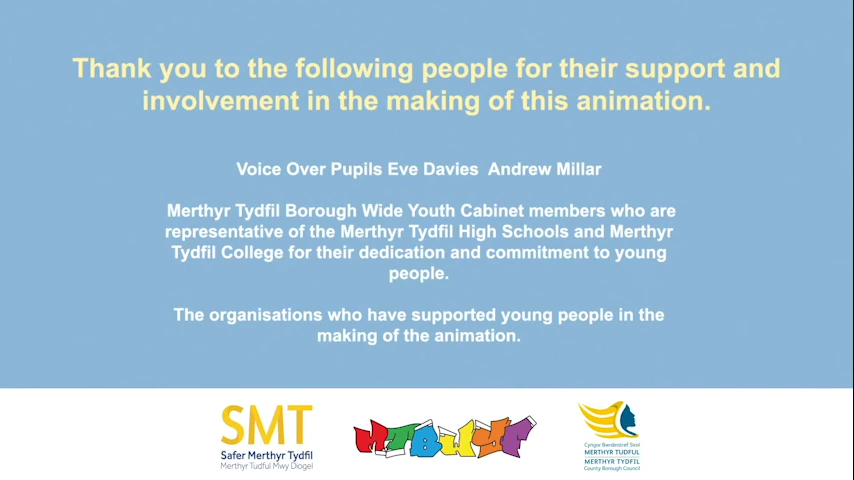 Thank you to the following people for their support and
involvement in the making of this animation.
Voice Over Pupils Eve Davies  Andrew Millar
Merthyr Tydfil Borough Wide Youth Cabinet members who are
representative of the Merthyr Tydfil High Schools and Merthyr
Tydfil College for their dedication and commitment to young
people.
The organisations who have supported young people in the
making of the animation.
SMT
Safer Merthyr Tydfil
Merthyr Tudful Mwy Diogel
MTBWYF
Cyngor Bwrdeistref Sirol
MERTHYR TUDFUL
MERTHYR TYDFIL
County Borough Council